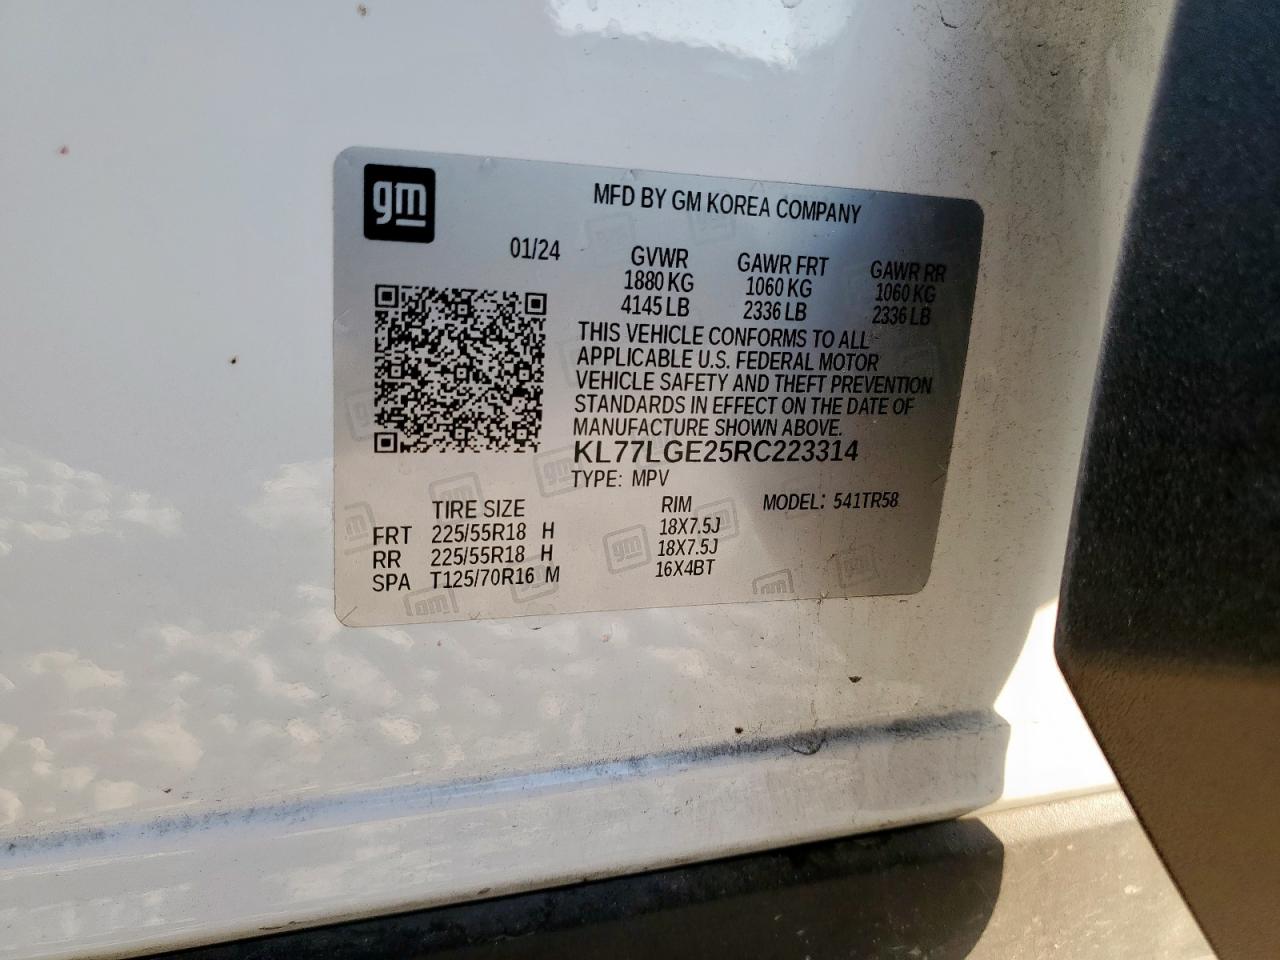 gm
MFD BY GM KOREA COMPANY
01/24
GVWR GAWR FRT GAWR RR
1880 KG 1060 KG 1060 KG
4145 LB 2336 LB 2336 LB
THIS VEHICLE CONFORMS TO ALL
APPLICABLE U.S. FEDERAL MOTOR
VEHICLE SAFETY AND THEFT PREVENTION
STANDARDS IN EFFECT ON THE DATE OF
MANUFACTURE SHOWN ABOVE.
KL77LGE25RC223314
TYPE: MPV
TIRE SIZE RIM MODEL: 541TR58
FRT 225/55R18 H 18X7.5J
RR 225/55R18 H 18X7.5J
SPA T125/70R16 M 16X4BT